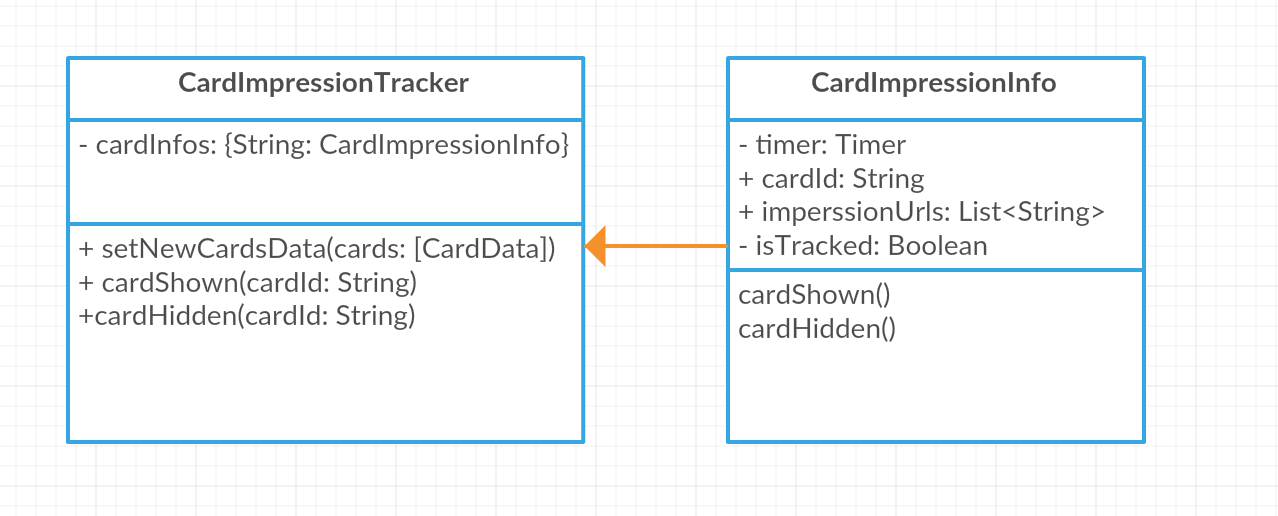 CardImpressionTracker
- cardInfos: {String: CardImpressionInfo}
+ setNewCardsData(cards: [CardData])
+ cardShown(cardId: String)
+cardHidden(cardId: String)
CardImpressionInfo
- timer: Timer
+ cardId: String
+ imperssionUrls: List<String>
- isTracked: Boolean
cardShown()
cardHidden()